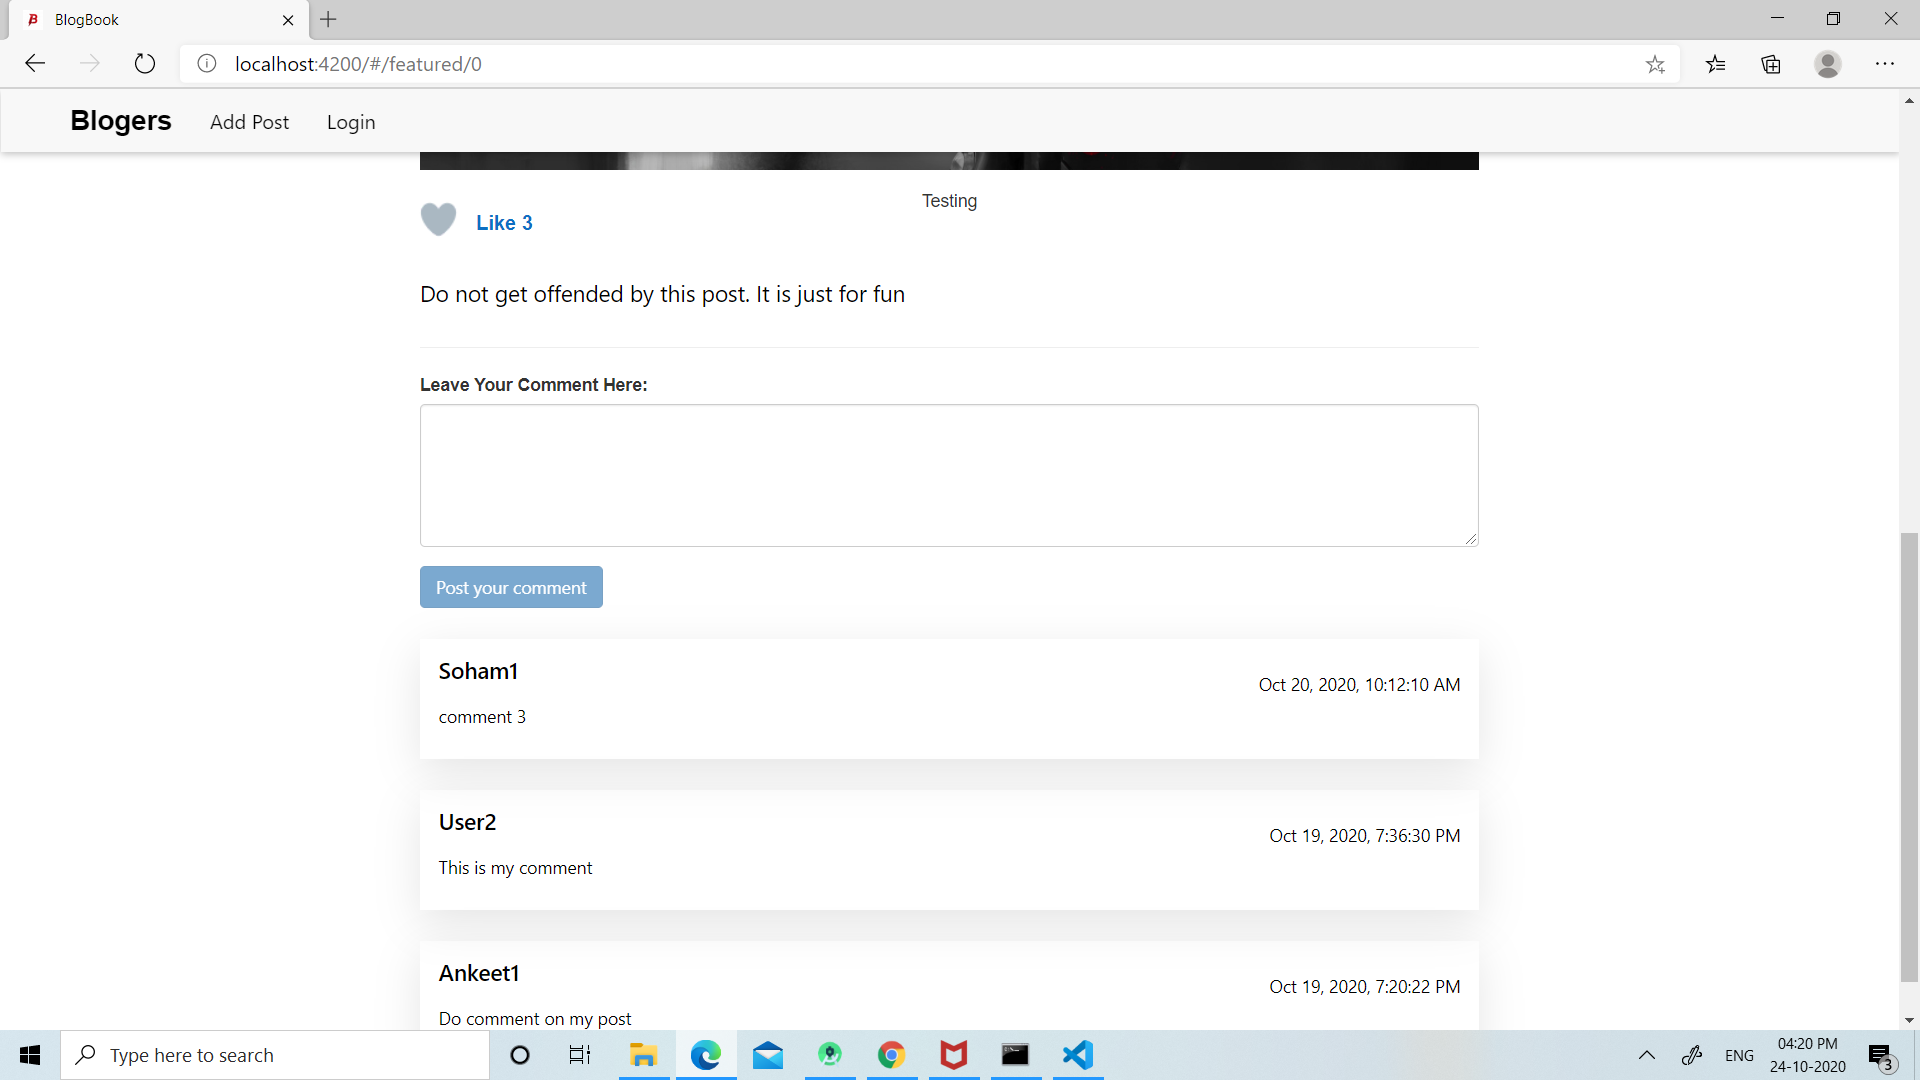 BlogBook
localhost:4200/#/featured/0
Blogers Add Post Login
Testing
Like 3
Do not get offended by this post. It is just for fun
Leave Your Comment Here:
Post your comment
Soham1
Oct 20, 2020, 10:12:10 AM
comment 3
User2
Oct 19, 2020, 7:36:30 PM
This is my comment
Ankeet1
Oct 19, 2020, 7:20:22 PM
Do comment on my post
Type here to search
ENG
04:20 PM
24-10-2020
3